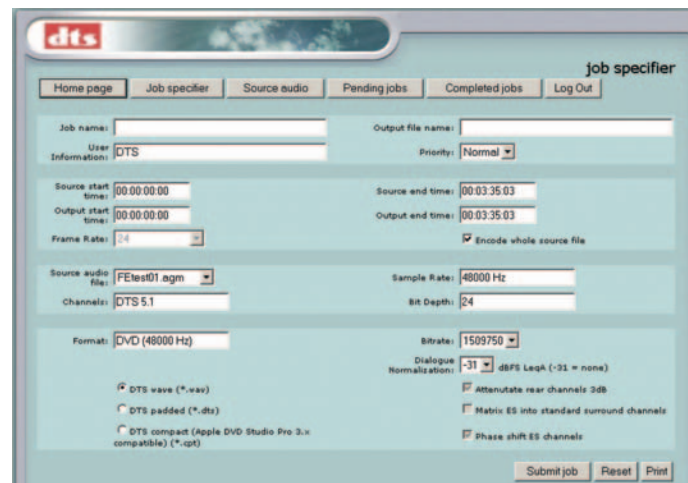 dts
job specifier
Home page Job specifier Source audio Pending jobs Completed jobs Log Out
Job name: Output file name:
User Information: DTS Priority: Normal
Source start time: 00:00:00:00 Source end time: 00:03:35:03
Output start time: 00:00:00:00 Output end time: 00:03:35:03
Frame Rate: 24 Encode whole source file
Source audio file: FEtest01.agm Sample Rate: 48000 Hz
Channels: DTS 5.1 Bit Depth: 24
Format: DVD (48000 Hz) Bitrate: 1509750
Dialogue Normalisation: -31 dBFS LeqA (-31 = none)
DTS wave (*.wav) Attenutate rear channels 3dB
DTS padded (*.dts) Matrix ES into standard surround channels
DTS compact (Apple DVD Studio Pro 3.x compatible) (*.cpt) Phase shift ES channels
Submit job Reset Print